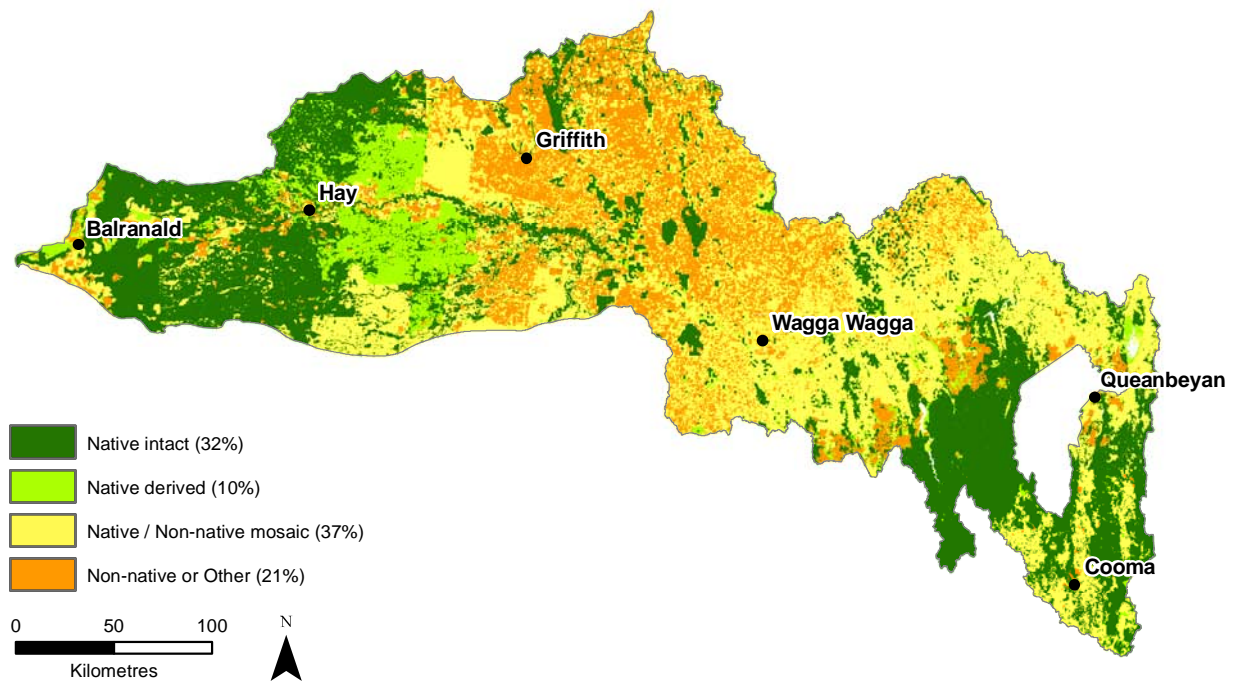 Griffith
Hay
Balranald
Wagga Wagga
Queanbeyan
Cooma
Native intact (32%)
Native derived (10%)
Native / Non-native mosaic (37%)
Non-native or Other (21%)
0 50 100
Kilometres
N